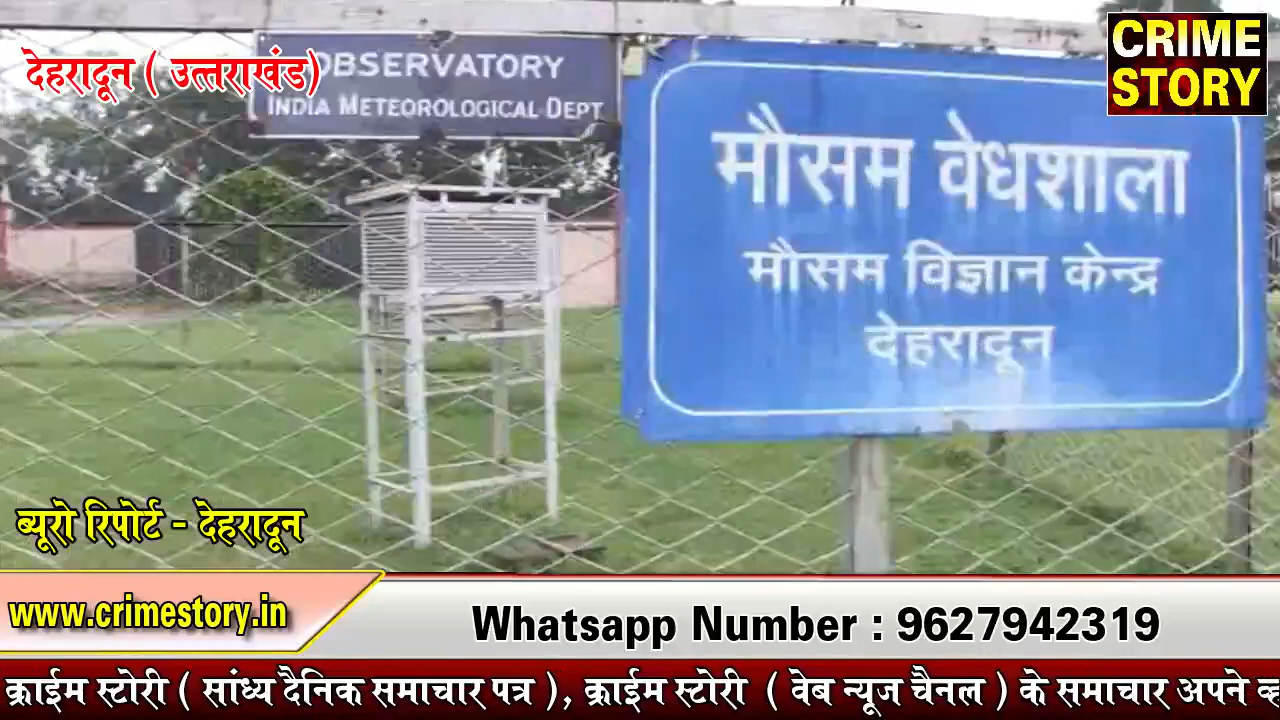 देहरादून ( उत्तराखंड)
OBSERVATORY
INDIA METEOROLOGICAL DEPT
CRIME
STORY
मौसम वेधशाला
मौसम विज्ञान केन्द्र
देहरादून
ब्यूरो रिपोर्ट - देहरादून
www.crimestory.in
Whatsapp Number : 9627942319
क्राईम स्टोरी ( सांध्य दैनिक समाचार पत्र ), क्राईम स्टोरी ( वेब न्यूज चैनल ) के समाचार अपने